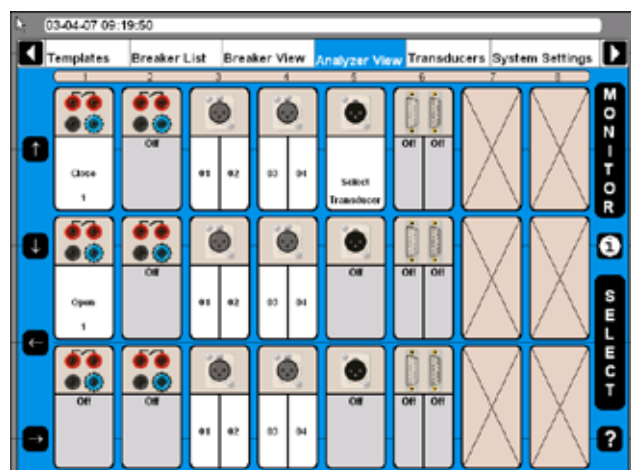 03-04-07 09:19:50
Templates Breaker List Breaker View Analyzer View Transducers System Settings
1 2 3 4 5 6 7 8
MONITOR
Off Off Off
Close 01 02 03 04 Select
1 Transducer
Off Off Off Off
Open 01 02 03 04
1
SELECT
Off Off Off Off Off
01 02 03 04
?